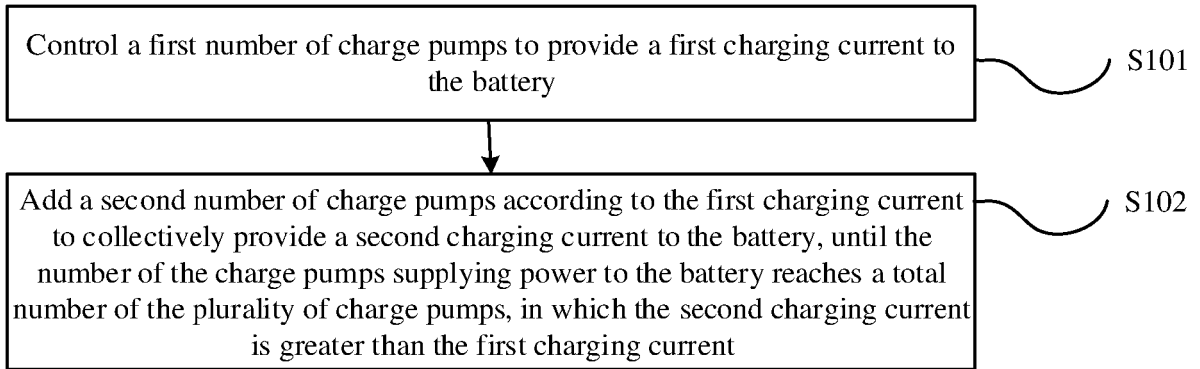 Control a first number of charge pumps to provide a first charging current to
the battery
S101
Add a second number of charge pumps according to the first charging current
to collectively provide a second charging current to the battery, until the
number of the charge pumps supplying power to the battery reaches a total
number of the plurality of charge pumps, in which the second charging current
is greater than the first charging current
S102